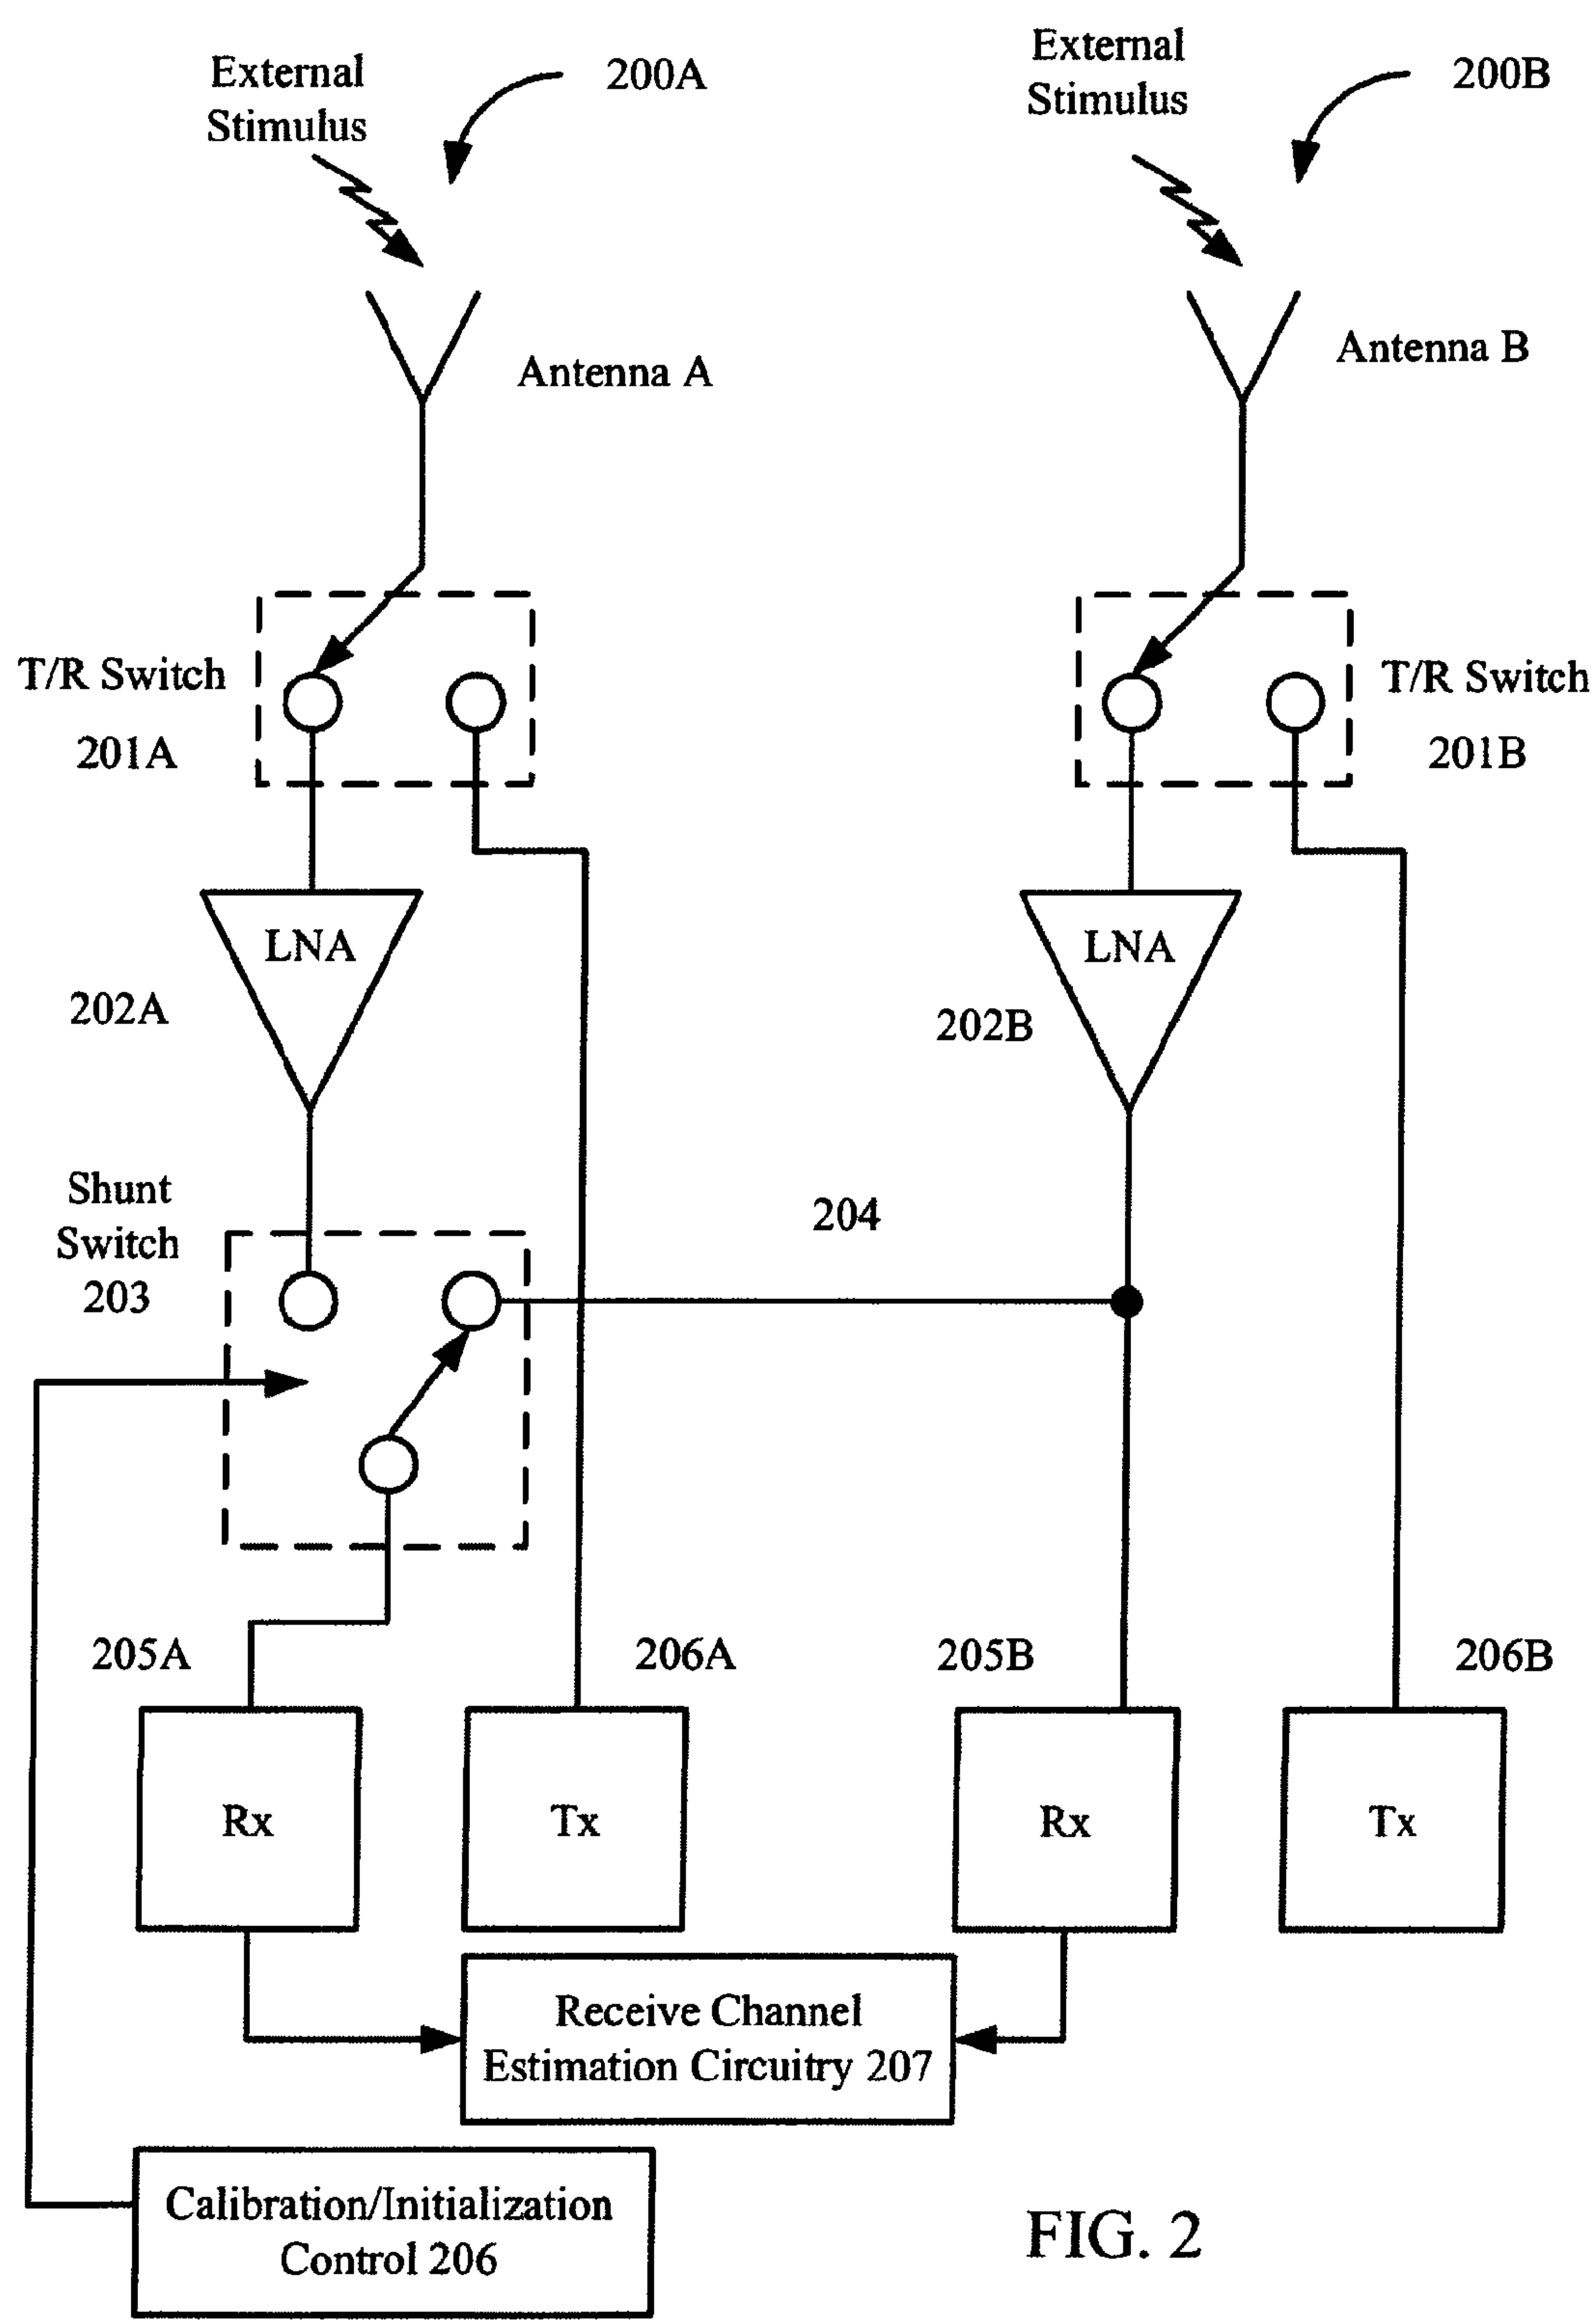 External
Stimulus
200A
External
Stimulus
200B
Antenna A
Antenna B
T/R Switch
201A
T/R Switch
201B
LNA
202A
LNA
202B
Shunt
Switch
203
204
205A
206A
205B
206B
Rx
Tx
Rx
Tx
Receive Channel
Estimation Circuitry 207
Calibration/Initialization
Control 206
FIG. 2